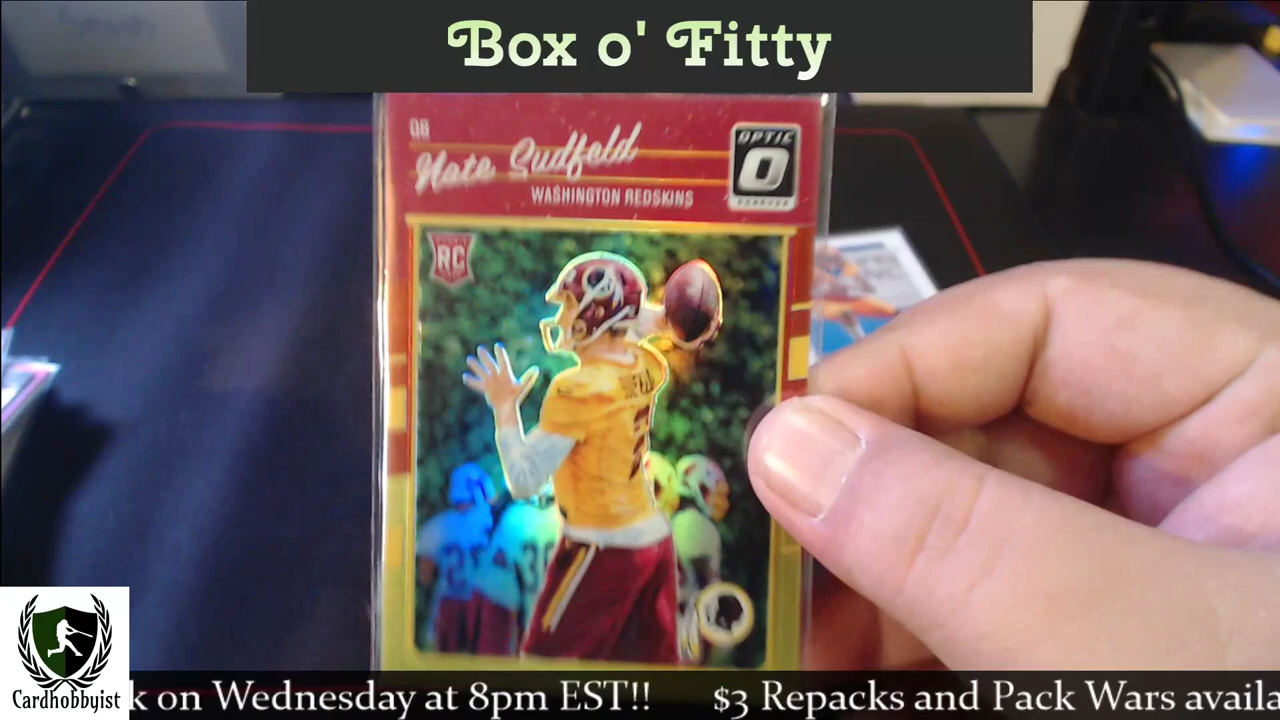 Box o' Fitty
QB
Nate Sudfeld
WASHINGTON REDSKINS
OPTIC
RC
Cardhobbyist
k on Wednesday at 8pm EST!!
$3 Repacks and Pack Wars availa